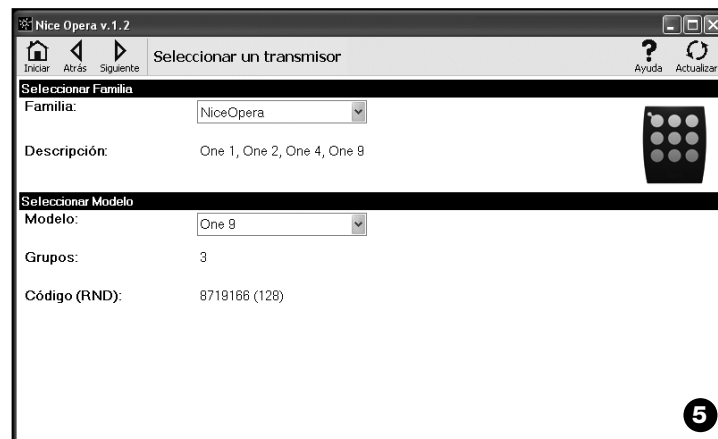 Nice Opera v.1.2
Iniciar Atrás Siguiente Seleccionar un transmisor Ayuda Actualizar
Seleccionar Familia
Familia: NiceOpera
Descripción: One 1, One 2, One 4, One 9
Seleccionar Modelo
Modelo: One 9
Grupos: 3
Código (RND): 8719166 (128)
5